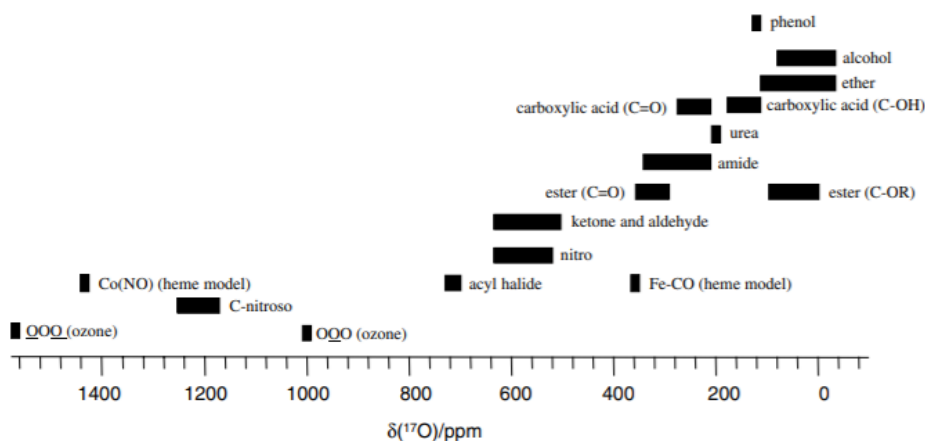 phenol
alcohol
ether
carboxylic acid (C=O) carboxylic acid (C-OH)
urea
amide
ester (C=O) ester (C-OR)
ketone and aldehyde
nitro
Co(NO) (heme model) acyl halide Fe-CO (heme model)
C-nitroso
OOO (ozone) OOO (ozone)
1400 1200 1000 800 600 400 200 0
δ(¹⁷O)/ppm